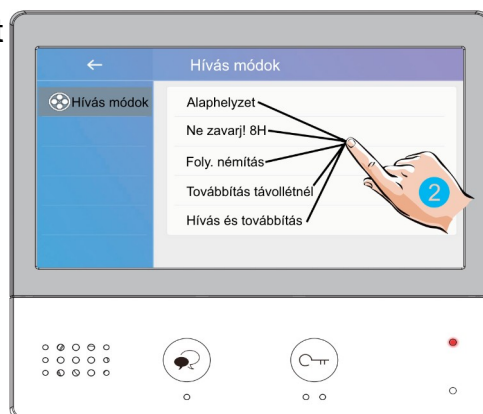 Hívás módok
Hívás módok
Alaphelyzet
Ne zavarj! 8H
Foly. némítás
Továbbítás távollétnél
Hívás és továbbítás
2